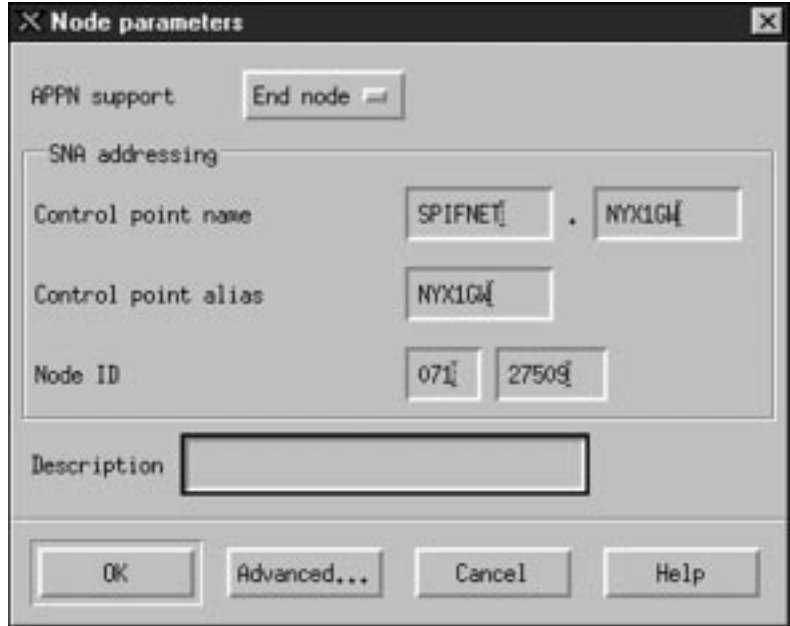 Node parameters
APPN support End node
SNA addressing
Control point name SPIFNET . NYX1GW
Control point alias NYX1GW
Node ID 071 27509
Description
OK Advanced... Cancel Help